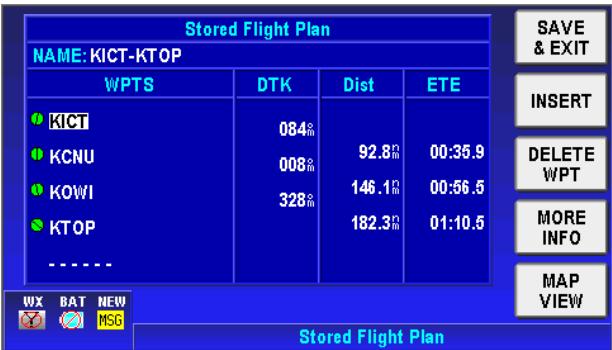 Stored Flight Plan
NAME: KICT-KTOP
WPTS DTK Dist ETE
KICT
084°M
KCNU 92.8NM 00:35.9
008°M
KOWI 146.1NM 00:56.5
328°M
KTOP 182.3NM 01:10.5
------
SAVE
& EXIT
INSERT
DELETE
WPT
MORE
INFO
MAP
VIEW
WX BAT NEW
MSG
Stored Flight Plan